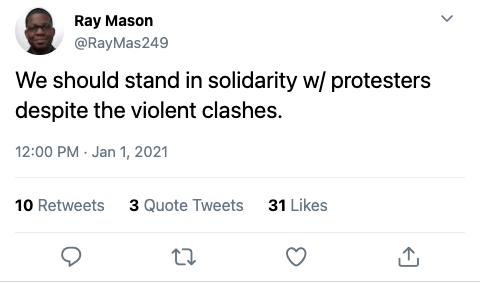 Ray Mason
@RayMas249
We should stand in solidarity w/ protesters
despite the violent clashes.
12:00 PM · Jan 1, 2021
10 Retweets 3 Quote Tweets 31 Likes